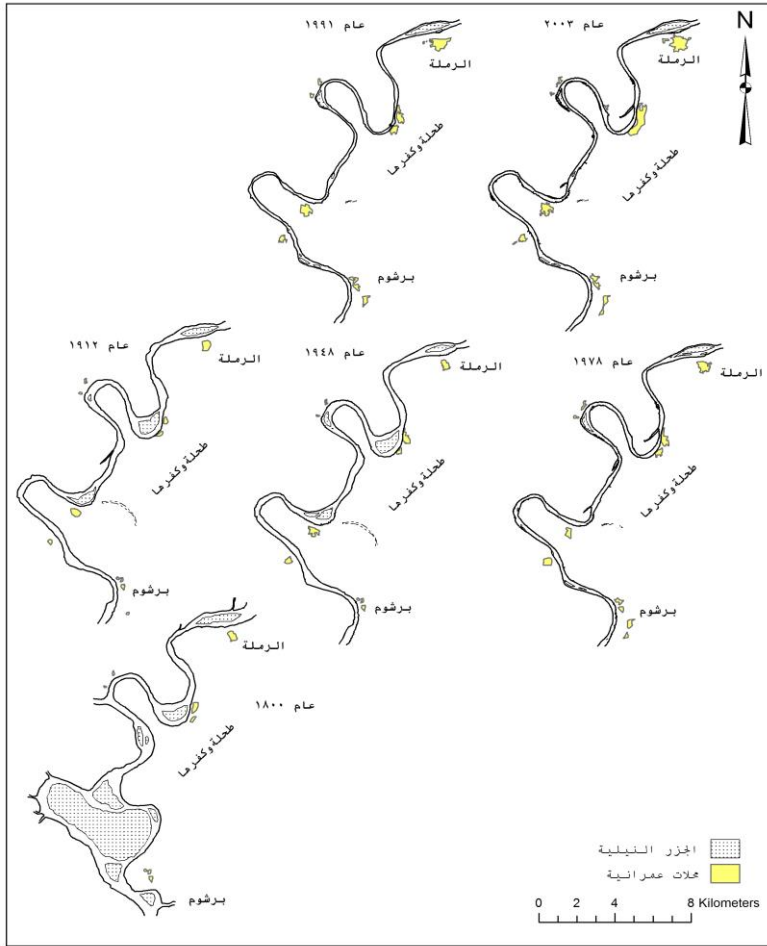 عام ١٩٩١
عام ٢٠٠٣
N
الرملة
الرملة
طحلة وكفرها
طحلة وكفرها
برشوم
برشوم
عام ١٩١٢
عام ١٩٤٨
عام ١٩٧٨
الرملة
الرملة
الرملة
طحلة وكفرها
طحلة وكفرها
طحلة وكفرها
برشوم
برشوم
برشوم
الرملة
عام ١٨٠٠
طحلة وكفرها
برشوم
الجزر النيلية
محلات عمرانية
0 2 4 6 8 Kilometers